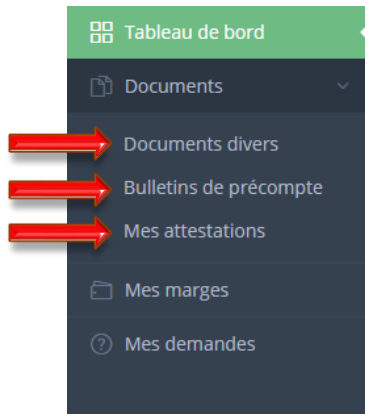 Tableau de bord
Documents
Documents divers
Bulletins de précompte
Mes attestations
Mes marges
Mes demandes